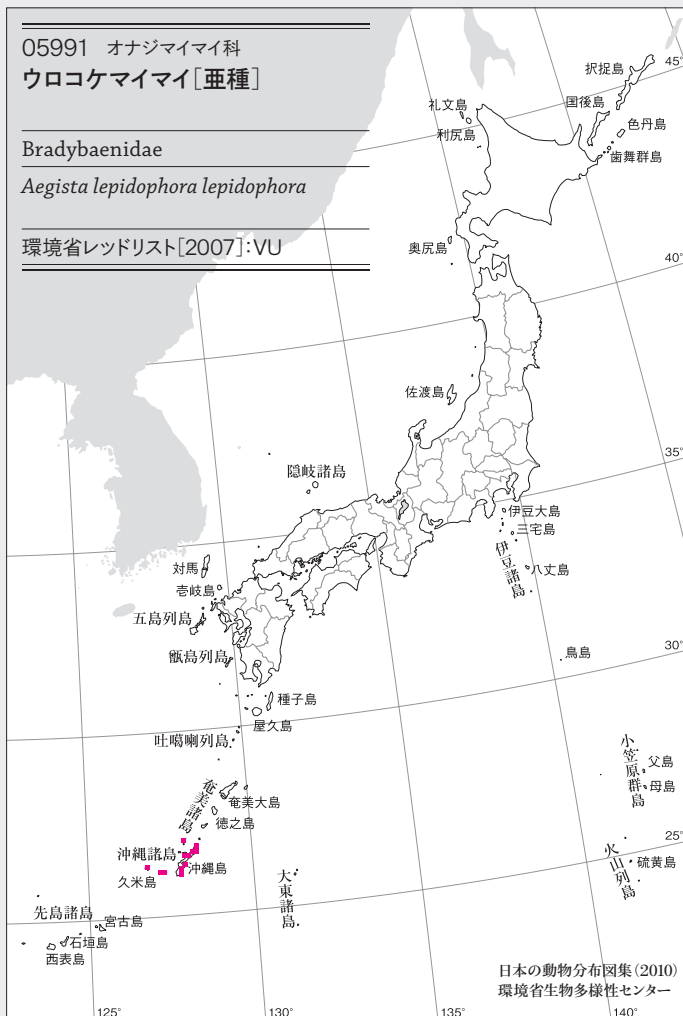 05991 オナジマイマイ科
ウロコケマイマイ[亜種]
Bradybaenidae
Aegista lepidophora lepidophora
環境省レッドリスト[2007]:VU
択捉島
45°
国後島
礼文島
色丹島
利尻島
歯舞群島
奥尻島
40°
佐渡島
35°
隠岐諸島
伊豆大島
三宅島
伊豆諸島
八丈島
対馬
壱岐島
五島列島
甑島列島
鳥島
30°
種子島
屋久島
吐噶喇列島
小笠原群島
父島
母島
奄美諸島
奄美大島
徳之島
25°
沖縄諸島
沖縄島
久米島
大東諸島
火山列島
硫黄島
先島諸島
宮古島
石垣島
西表島
日本の動物分布図集(2010)
環境省生物多様性センター
125°
130°
135°
140°